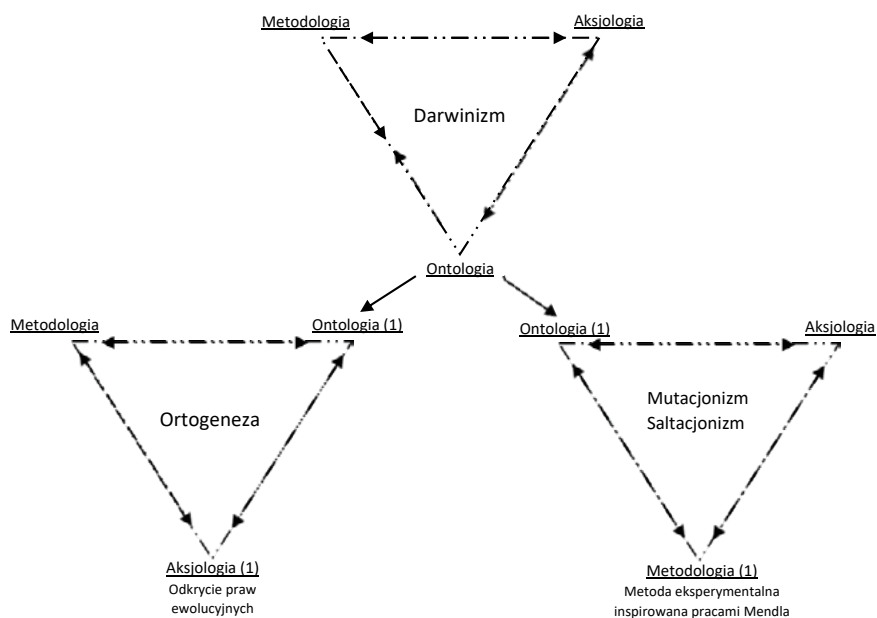 Metodologia
Aksjologia
Darwinizm
Ontologia
Metodologia
Ontologia (1)
Ontologia (1)
Aksjologia
Ortogeneza
Mutacjonizm
Saltacjonizm
Aksjologia (1)
Odkrycie praw
ewolucyjnych
Metodologia (1)
Metoda eksperymentalna
inspirowana pracami Mendla